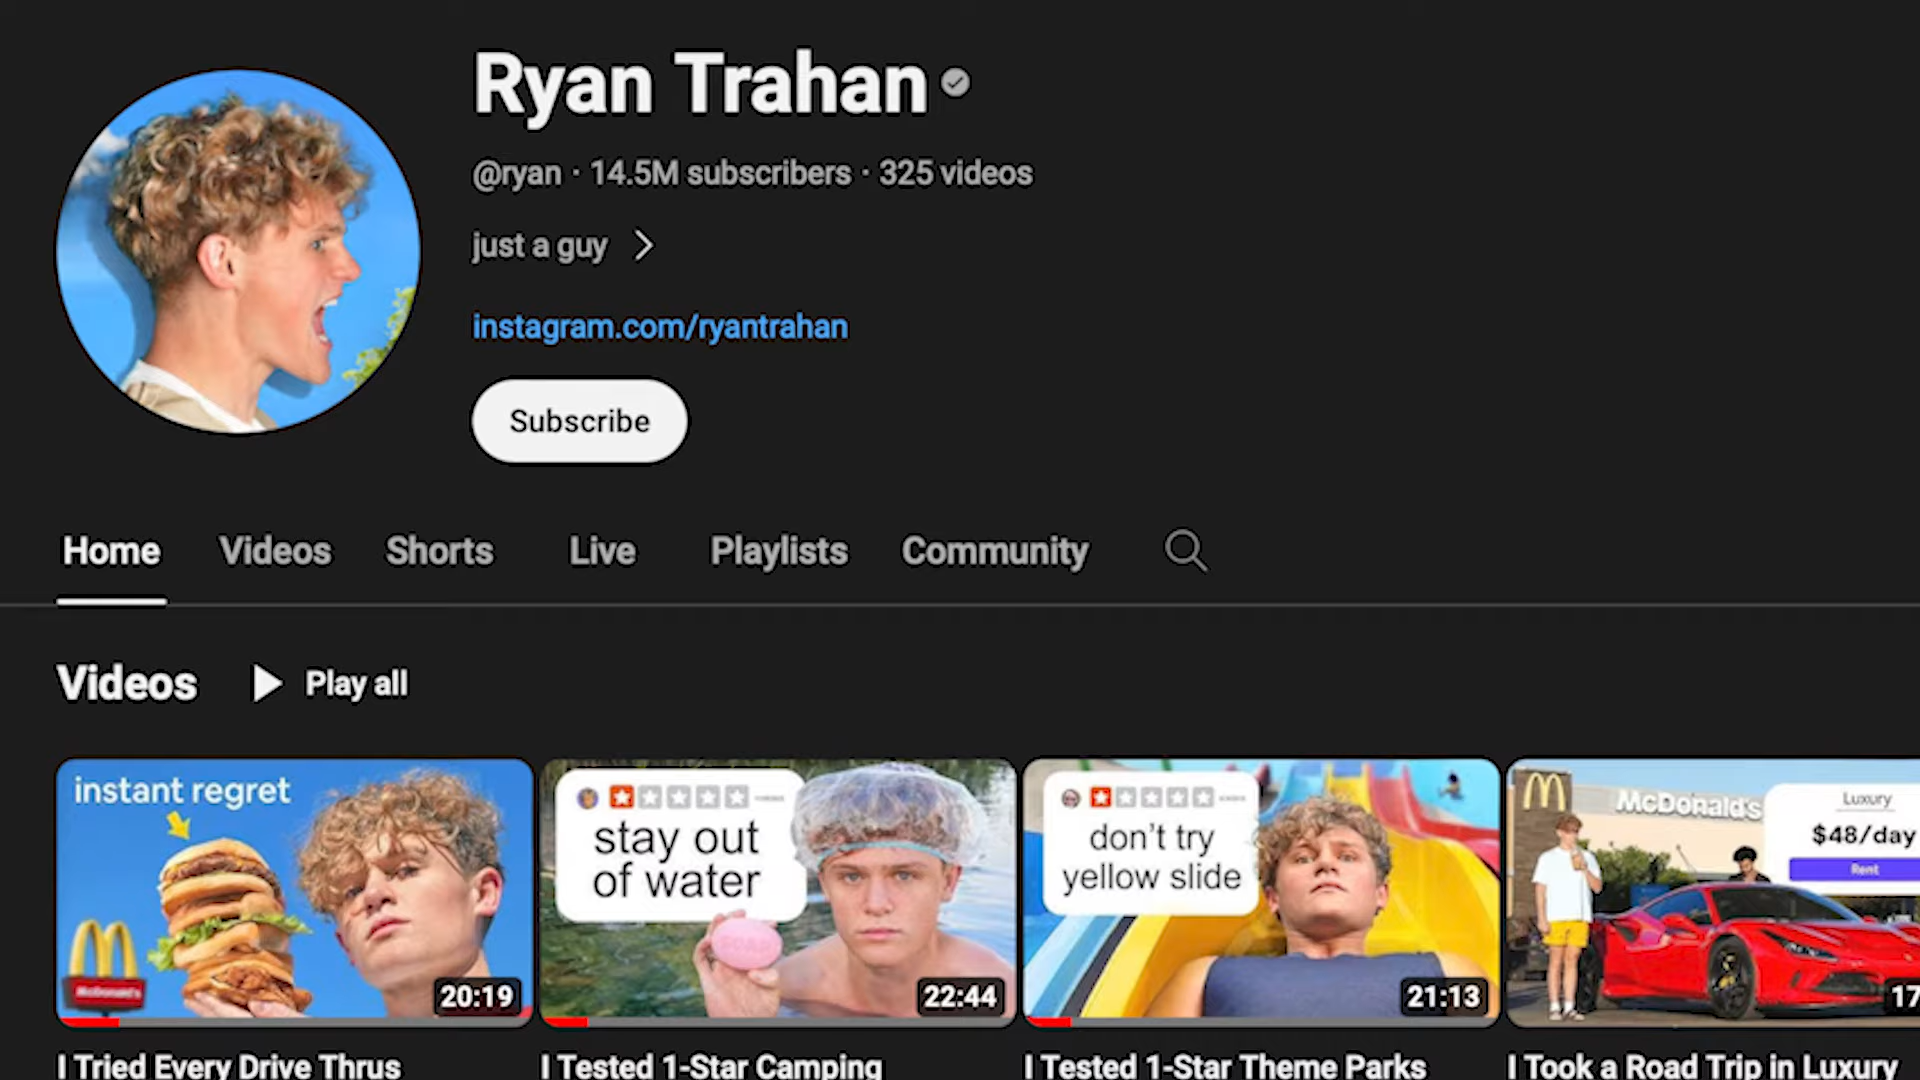 Ryan Trahan
@ryan · 14.5M subscribers · 325 videos
just a guy
instagram.com/ryantrahan
Subscribe
Home Videos Shorts Live Playlists Community
Videos Play all
instant regret
McDonald's
20:19
stay out
of water
22:44
don't try
yellow slide
21:13
McDonald's
Luxury
$48/day
Rent
17
I Tried Every Drive Thrus
I Tested 1-Star Camping
I Tested 1-Star Theme Parks
I Took a Road Trip in Luxury